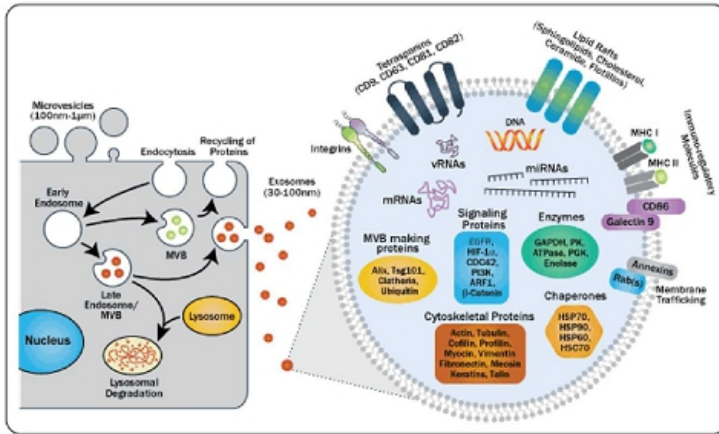 Microvesicles
(100nm-1µm)
Endocytosis
Recycling of
Proteins
Early
Endosome
MVB
Late
Endosome/
MVB
Lysosome
Nucleus
Lysosomal
Degradation
Exosomes
(30-100nm)
Tetraspanins
(CD9, CD63, CD81, CD82)
Lipid Rafts
(Sphingolipids, Cholesterol,
Ceramide, Flotillins)
Integrins
vRNAs
DNA
mRNAs
miRNAs
MHC I
MHC II
Immuno-regulatory
Molecules
CD86
Galectin 9
Annexins
Rab(s)
Membrane
Trafficking
MVB making
proteins
Alix, Tsg101,
Clatherin,
Ubiquitin
Signaling
Proteins
EGFR,
HIF-1α,
CDC42,
PI3K,
ARF1,
β-Catenin
Enzymes
GAPDH, PK,
ATPase, PGK,
Enolase
Cytoskeletal Proteins
Actin, Tubulin,
Cofilin, Profilin,
Myocin, Vimentin
Fibronectin, Meosin
Keratins, Talin
Chaperones
HSP70,
HSP90,
HSP60,
HSC70